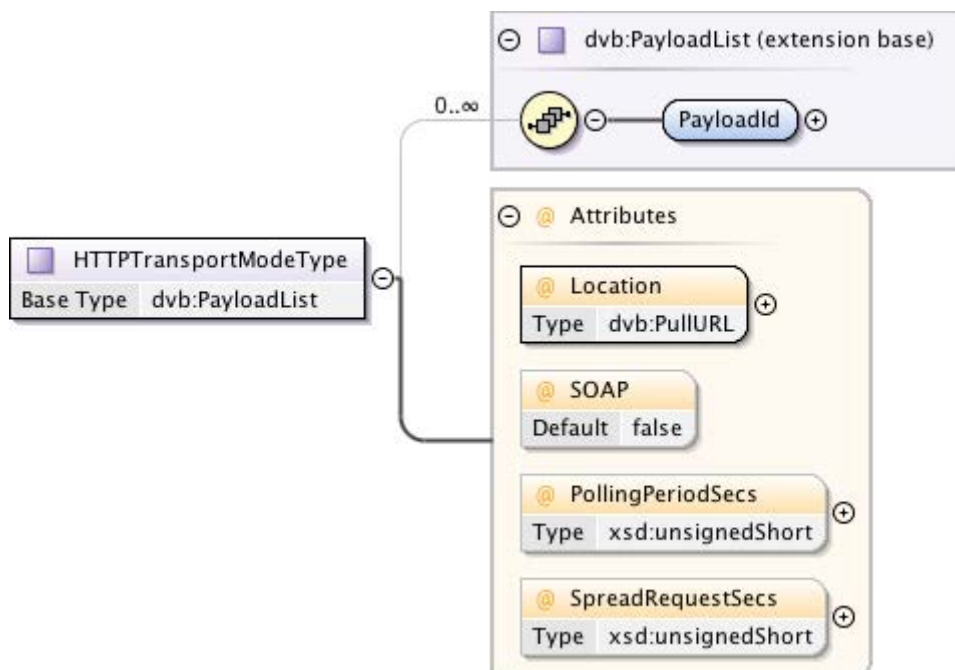 dvb:PayloadList (extension base)
0..∞
PayloadId
@ Attributes
HTTPTransportModeType
Base Type dvb:PayloadList
@ Location
Type dvb:PullURL
@ SOAP
Default false
@ PollingPeriodSecs
Type xsd:unsignedShort
@ SpreadRequestSecs
Type xsd:unsignedShort